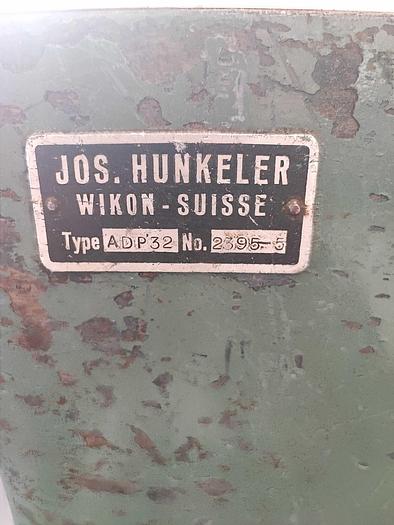 JOS. HUNKELER
WIKON-SUISSE
Type ADP32 No. 2395-5